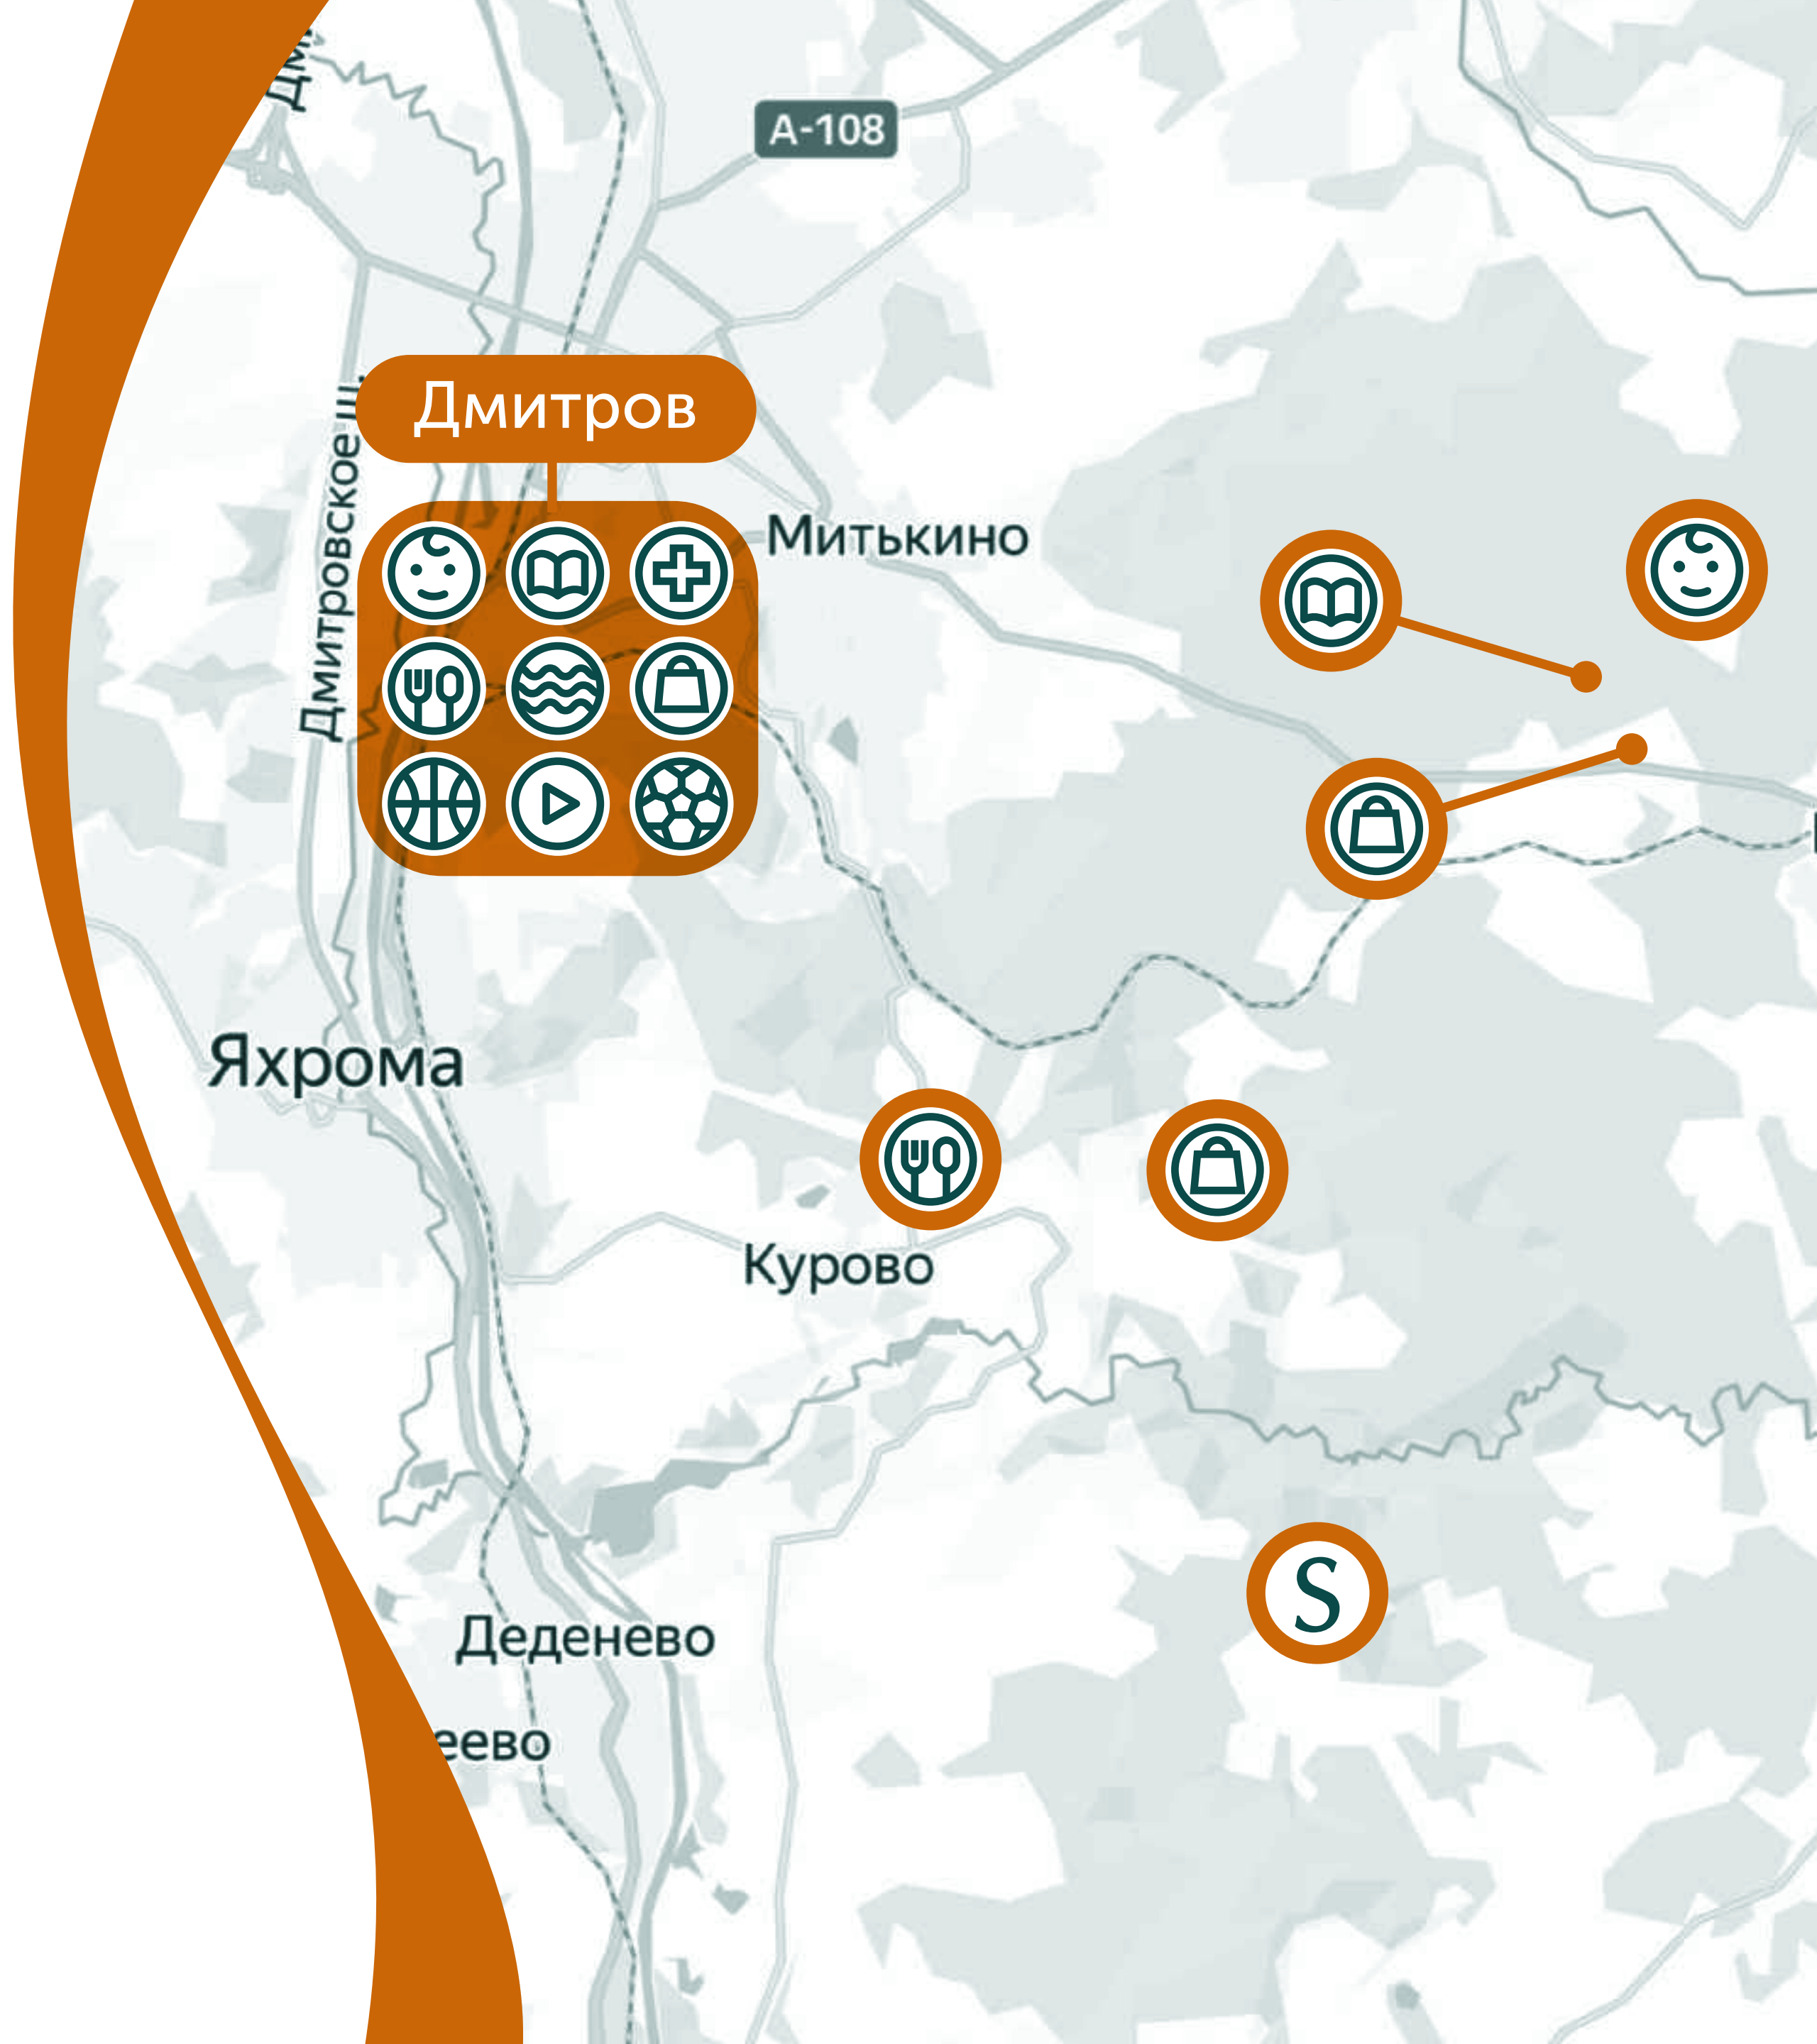 А-108
Дмитров
Дмитровское ш.
Митькино
Яхрома
Курово
S
Деденево
еево